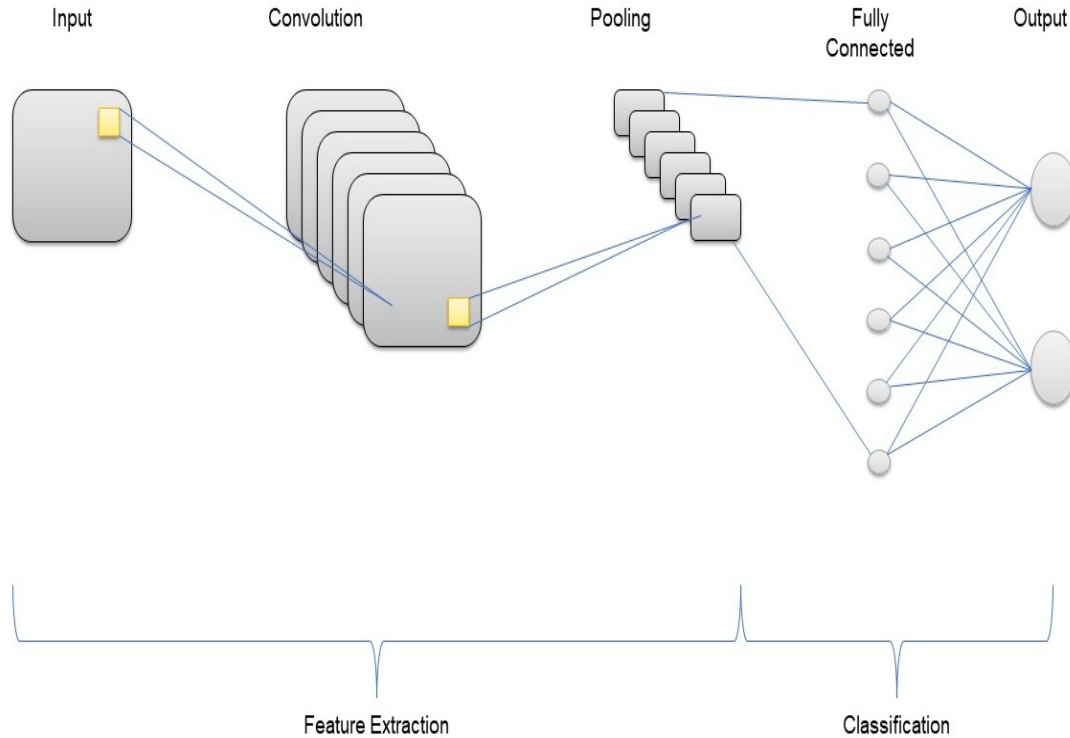 Input
Convolution
Pooling
Fully
Connected
Output
Feature Extraction
Classification